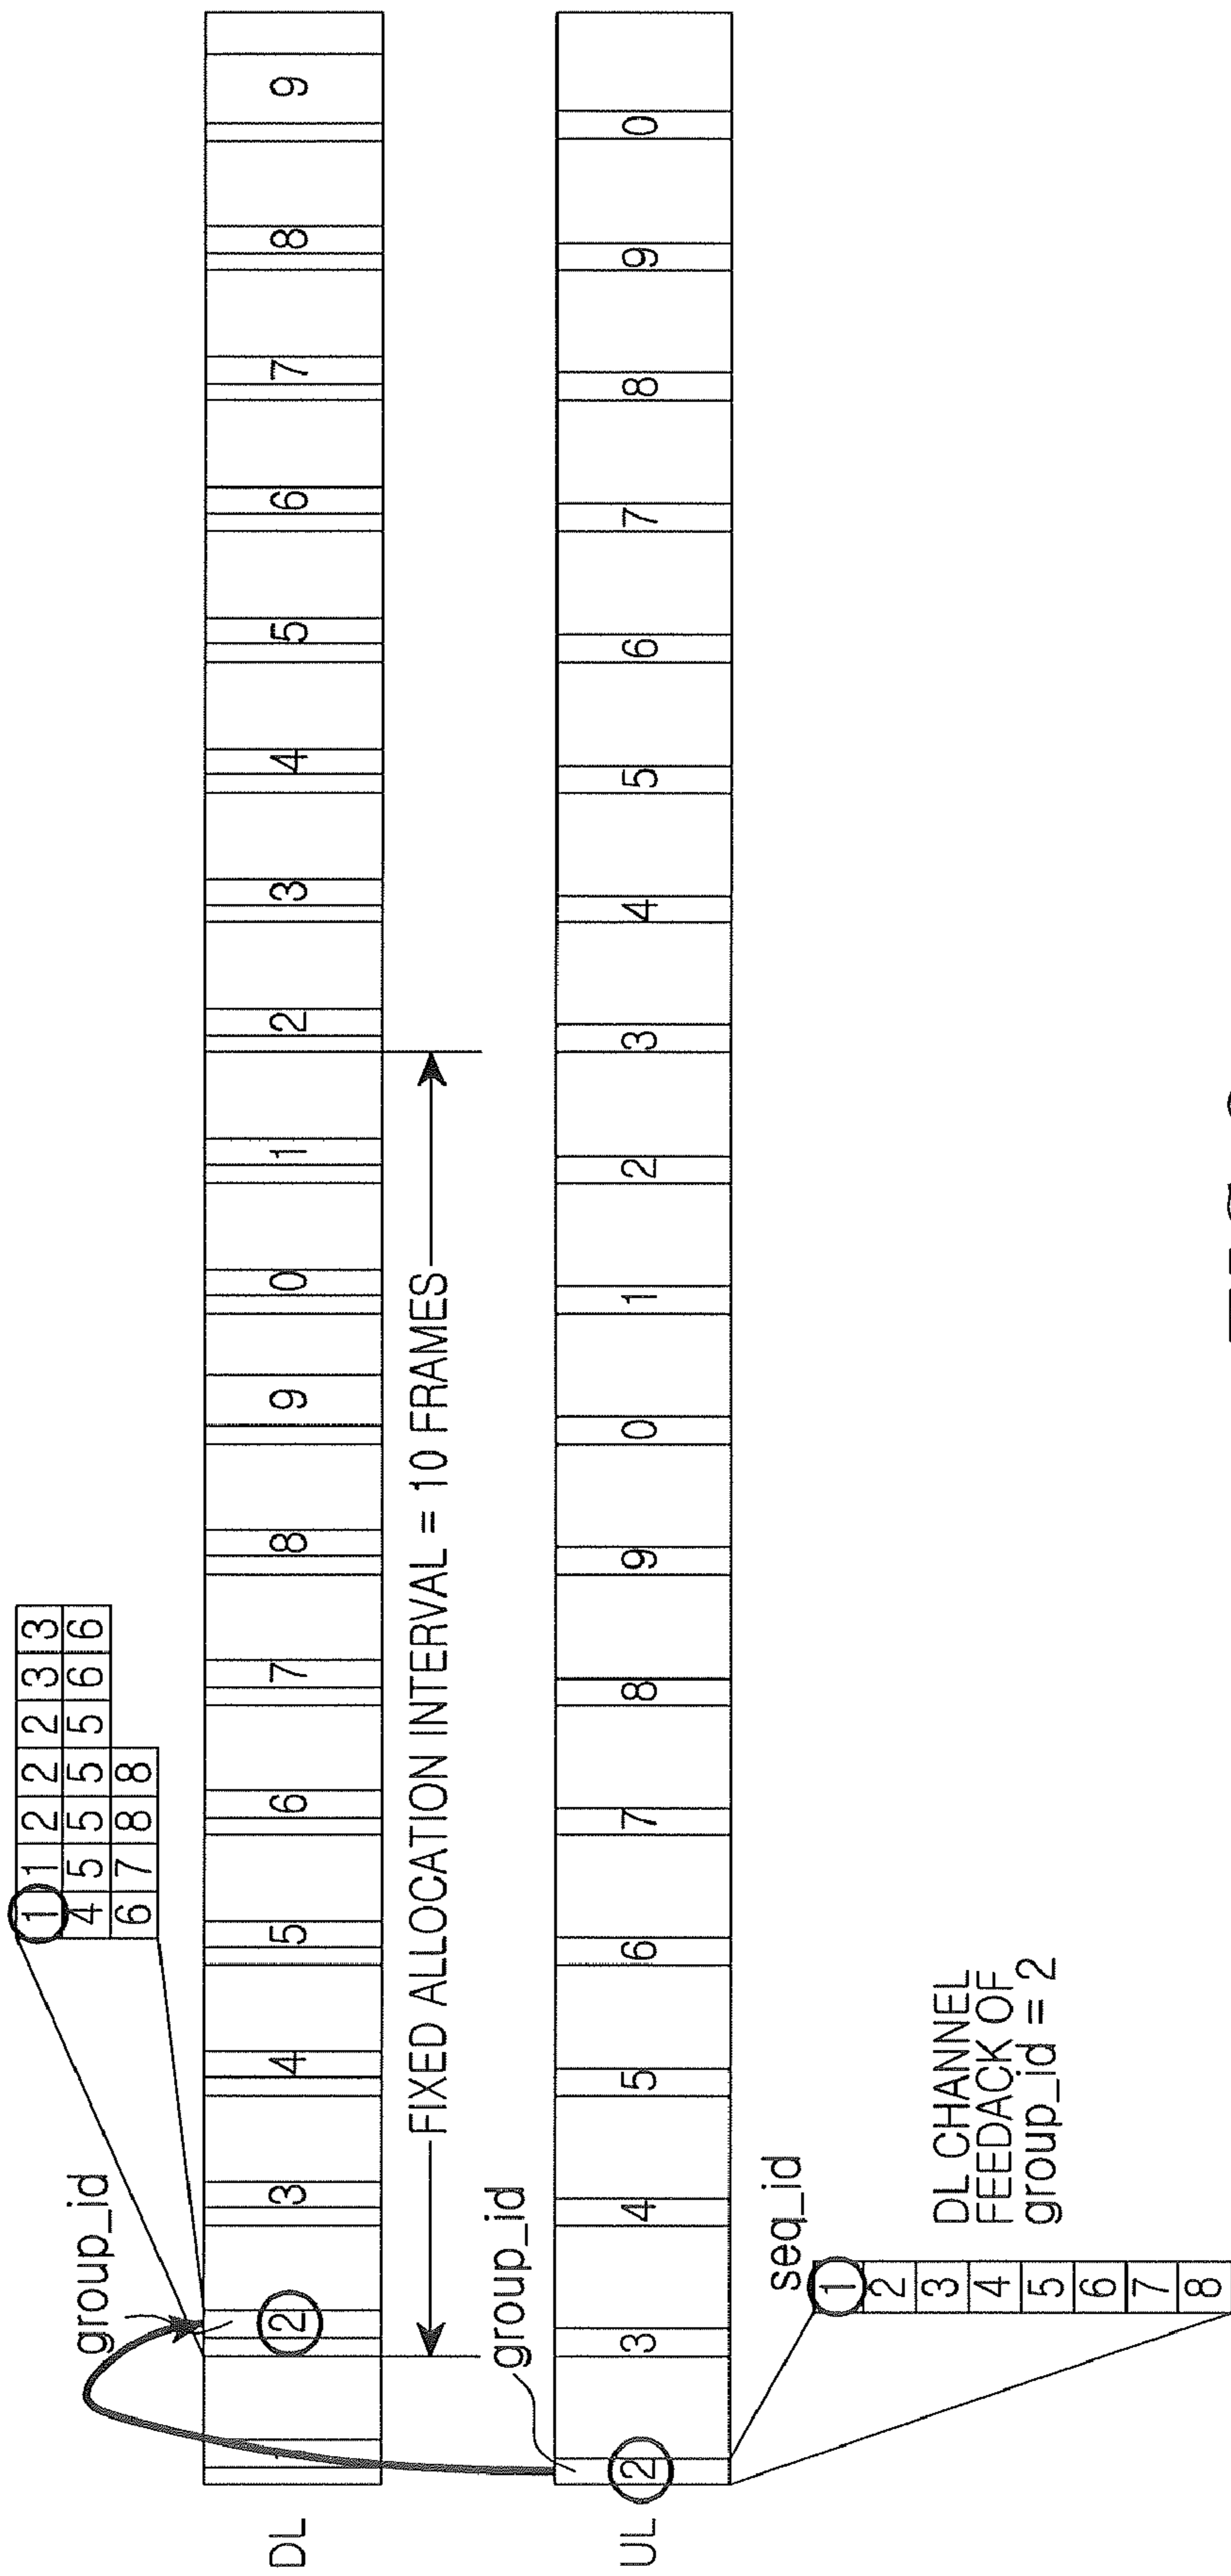 1 1 2 2 2 3 3
4 5 5 5 5 6 6
6 7 8 8
group_id
DL 2 3 4 5 6 7 8 9 0 1 2 3 4 5 6 7 8 9
FIXED ALLOCATION INTERVAL = 10 FRAMES
group_id
UL 2 3 4 5 6 7 8 9 0 1 2 3 4 5 6 7 8 9 0
seq_id
1
2
3
4
5
6
7
8
DL CHANNEL
FEEDACK OF
group_id = 2